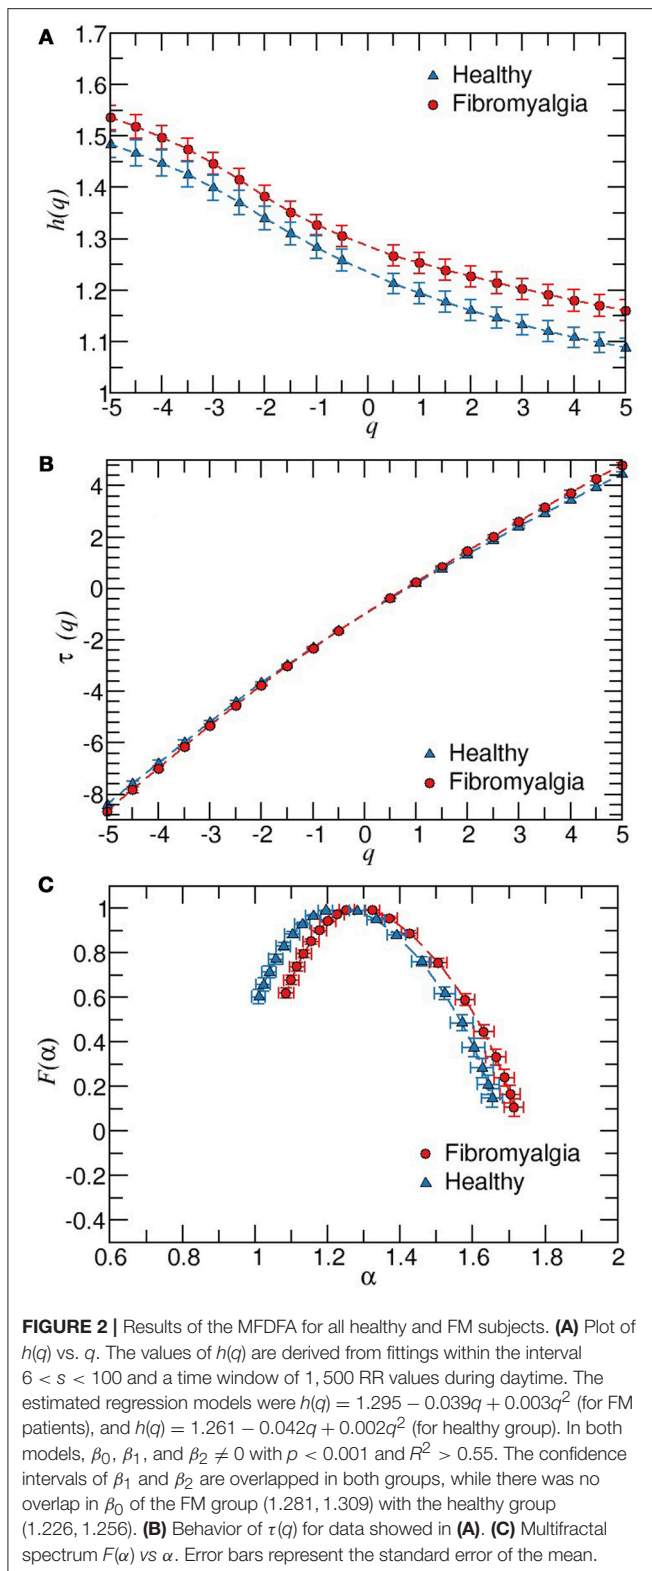 A
1.7
1.6
1.5
1.4
1.3
1.2
1.1
1
h(q)
Healthy
Fibromyalgia
-5 -4 -3 -2 -1 0 1 2 3 4 5
q
B
4
2
0
-2
-4
-6
-8
τ (q)
Healthy
Fibromyalgia
-5 -4 -3 -2 -1 0 1 2 3 4 5
q
C
1
0.8
0.6
0.4
0.2
0
-0.2
-0.4
F(α)
Fibromyalgia
Healthy
0.6 0.8 1 1.2 1.4 1.6 1.8 2
α
FIGURE 2 | Results of the MFDFA for all healthy and FM subjects. (A) Plot of
h(q) vs. q. The values of h(q) are derived from fittings within the interval
6 < s < 100 and a time window of 1, 500 RR values during daytime. The
estimated regression models were h(q) = 1.295 − 0.039q + 0.003q² (for FM
patients), and h(q) = 1.261 − 0.042q + 0.002q² (for healthy group). In both
models, β₀, β₁, and β₂ ≠ 0 with p < 0.001 and R² > 0.55. The confidence
intervals of β₁ and β₂ are overlapped in both groups, while there was no
overlap in β₀ of the FM group (1.281, 1.309) with the healthy group
(1.226, 1.256). (B) Behavior of τ(q) for data showed in (A). (C) Multifractal
spectrum F(α) vs α. Error bars represent the standard error of the mean.